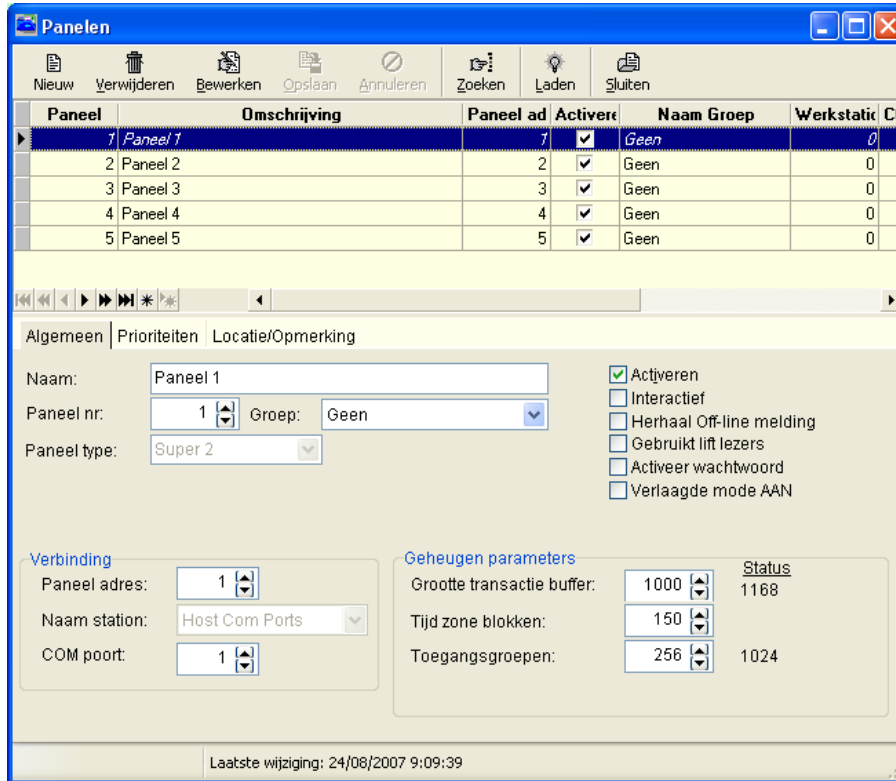 Panelen
Nieuw Verwijderen Bewerken Opslaan Annuleren Zoeken Laden Sluiten
Paneel Omschrijving Paneel ad Activere Naam Groep Werkstatic
1 Paneel 1 1 Geen 0
2 Paneel 2 2 Geen 0
3 Paneel 3 3 Geen 0
4 Paneel 4 4 Geen 0
5 Paneel 5 5 Geen 0
Algemeen Prioriteiten Locatie/Opmerking
Naam: Paneel 1
Paneel nr: 1 Groep: Geen
Paneel type: Super 2
Activeren
Interactief
Herhaal Off-line melding
Gebruikt lift lezers
Activeer wachtwoord
Verlaagde mode AAN
Verbinding
Paneel adres: 1
Naam station: Host Com Ports
COM poort: 1
Geheugen parameters
Status
Grootte transactie buffer: 1000 1168
Tijd zone blokken: 150
Toegangsgroepen: 256 1024
Laatste wijziging: 24/08/2007 9:09:39